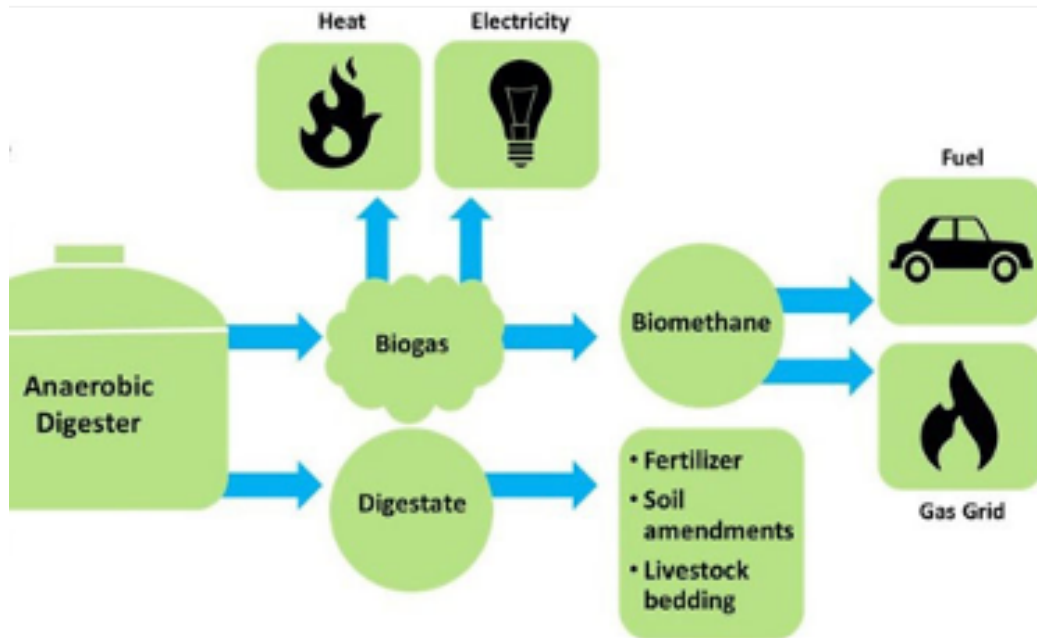 Heat
Electricity
Fuel
Anaerobic
Digester
Biogas
Biomethane
Gas Grid
Digestate
• Fertilizer
• Soil
amendments
• Livestock
bedding